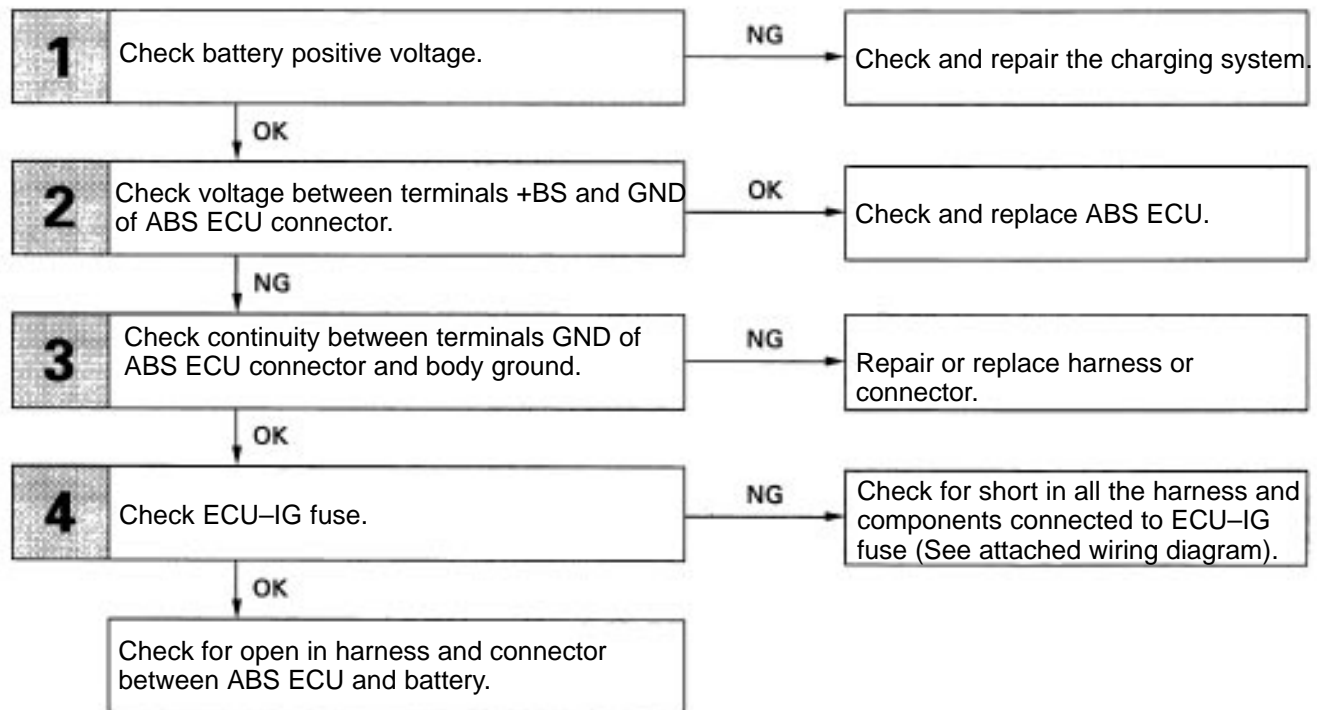 1
Check battery positive voltage.
NG
Check and repair the charging system.
OK
2
Check voltage between terminals +BS and GND
of ABS ECU connector.
OK
Check and replace ABS ECU.
NG
3
Check continuity between terminals GND of
ABS ECU connector and body ground.
NG
Repair or replace harness or
connector.
OK
4
Check ECU–IG fuse.
NG
Check for short in all the harness and
components connected to ECU–IG
fuse (See attached wiring diagram).
OK
Check for open in harness and connector
between ABS ECU and battery.